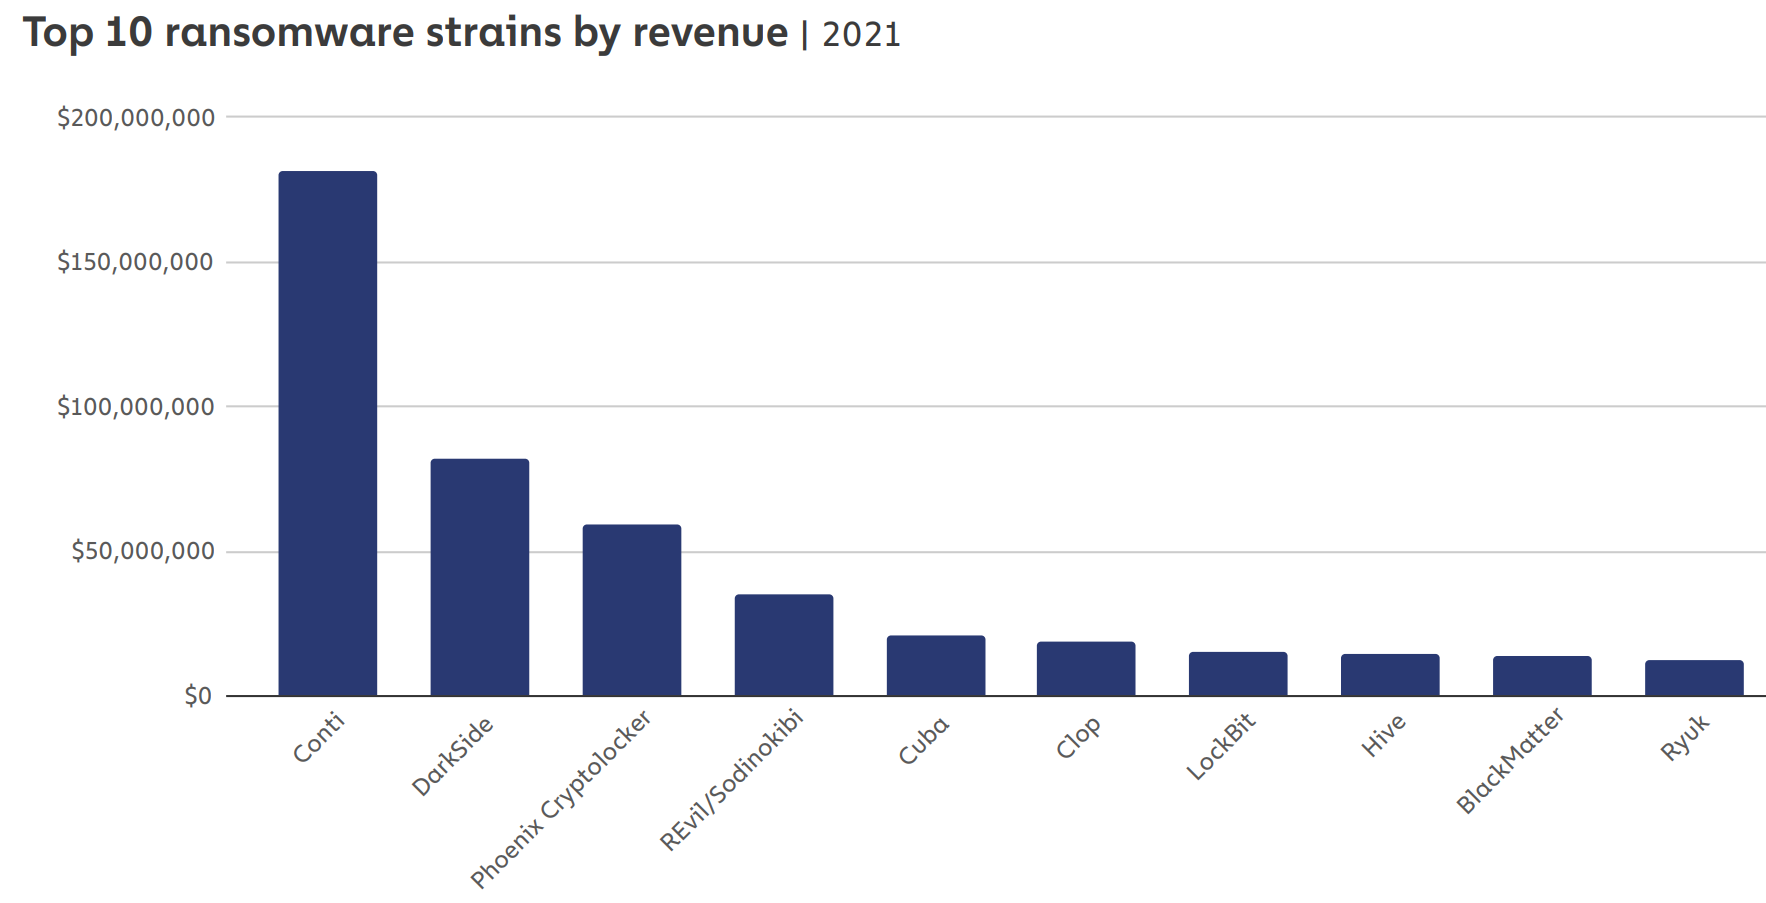 Top 10 ransomware strains by revenue | 2021
$200,000,000
$150,000,000
$100,000,000
$50,000,000
$0
Conti
DarkSide
Phoenix Cryptolocker
REvil/Sodinokibi
Cuba
Clop
LockBit
Hive
BlackMatter
Ryuk